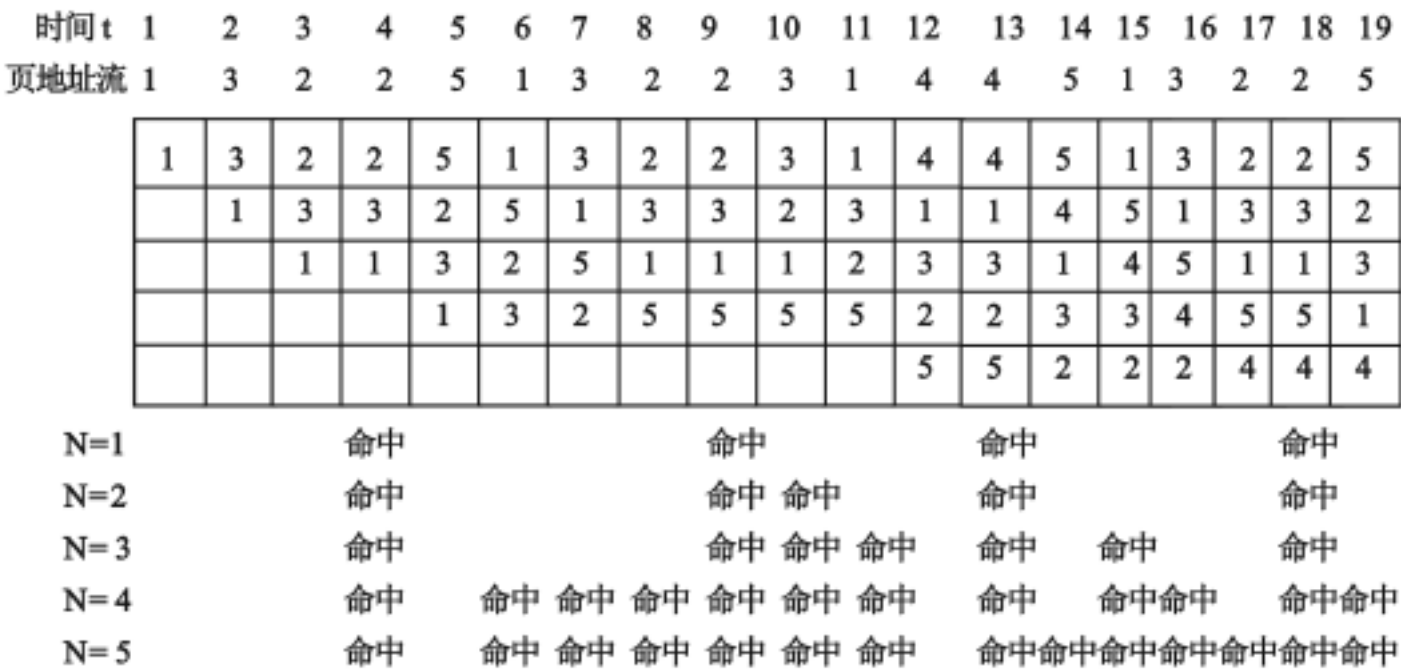 时间 t 1 2 3 4 5 6 7 8 9 10 11 12 13 14 15 16 17 18 19
页地址流 1 3 2 2 5 1 3 2 2 3 1 4 4 5 1 3 2 2 5
1 3 2 2 5 1 3 2 2 3 1 4 4 5 1 3 2 2 5
1 3 3 2 5 1 3 3 2 3 1 1 4 5 1 3 3 2
1 1 3 2 5 1 1 1 2 3 3 1 4 5 1 1 3
1 3 2 5 5 5 5 2 2 3 3 4 5 5 1
5 5 2 2 2 4 4 4
N=1 命中 命中 命中 命中
N=2 命中 命中 命中 命中 命中
N= 3 命中 命中 命中 命中 命中 命中 命中
N= 4 命中 命中 命中 命中 命中 命中 命中 命中 命中 命中 命中 命中
N= 5 命中 命中 命中 命中 命中 命中 命中 命中 命中 命中 命中 命中 命中 命中